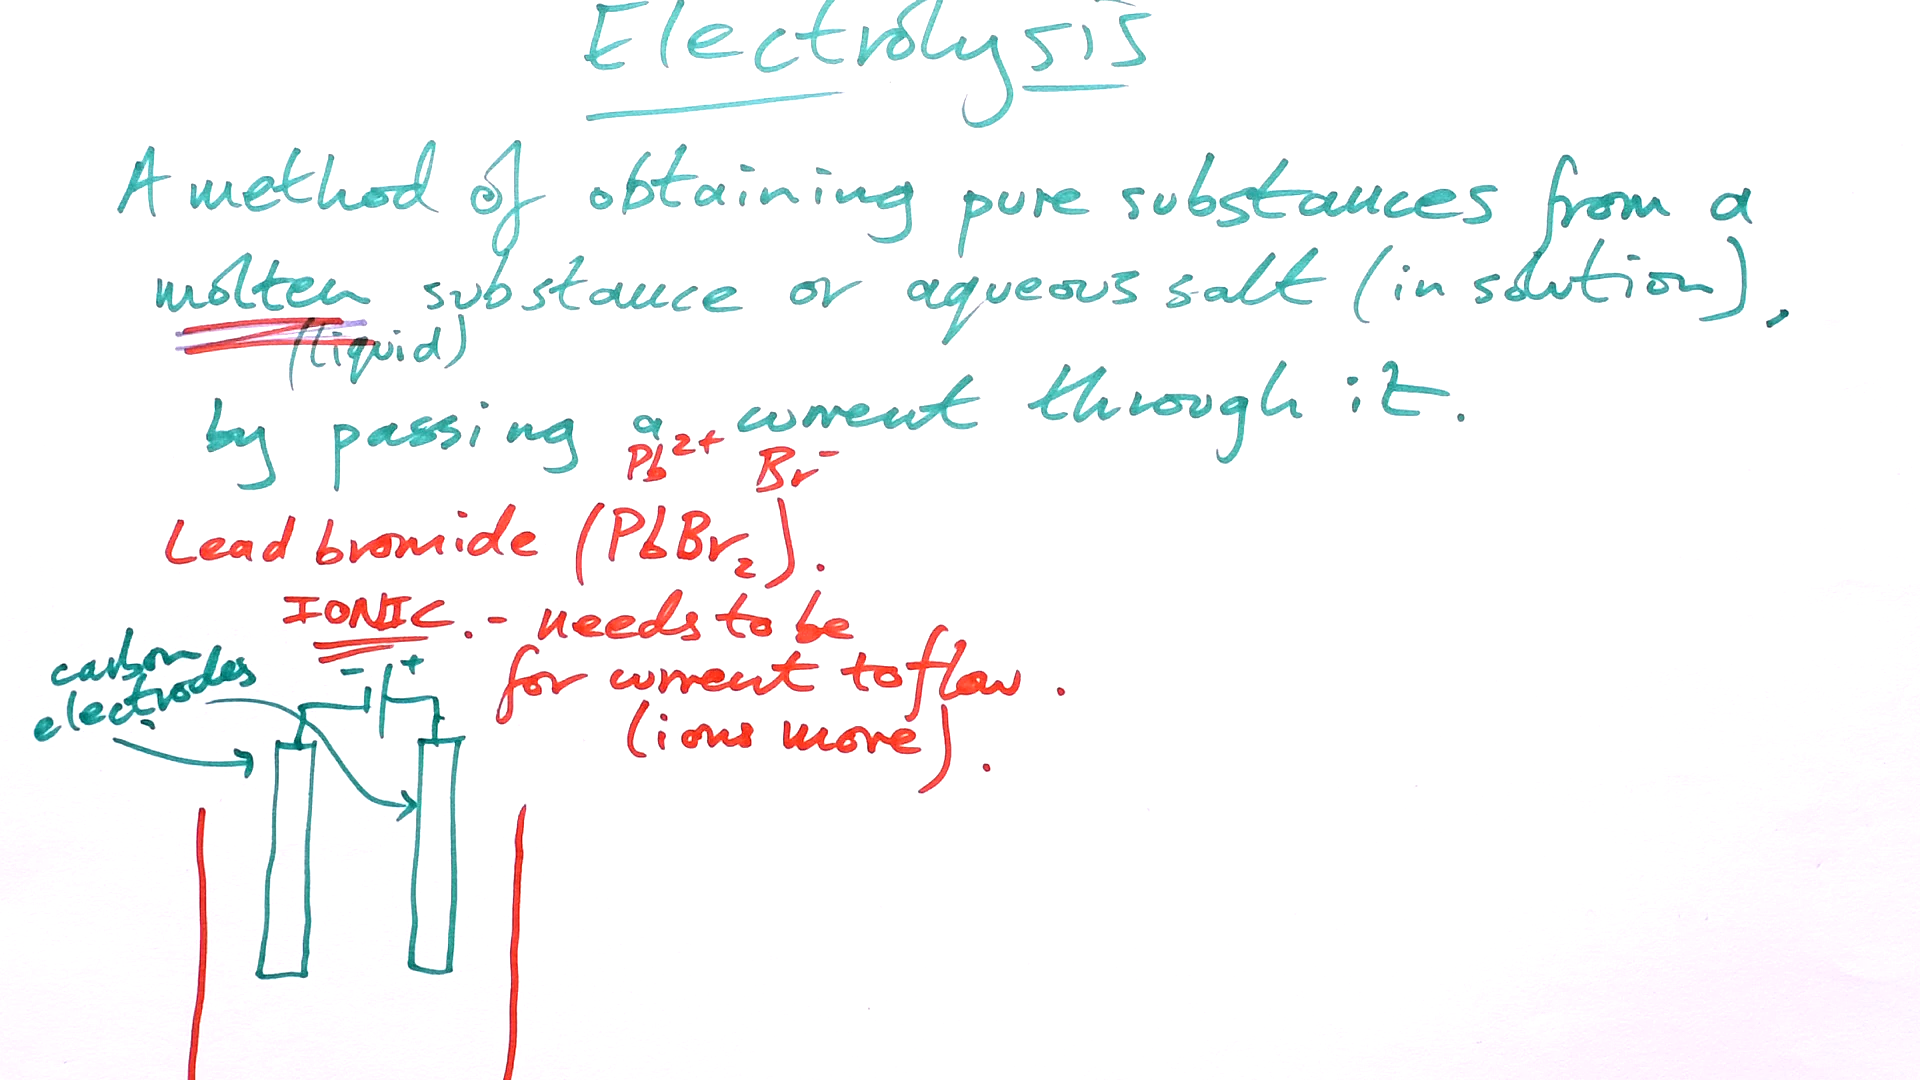 Electrolysis
A method of obtaining pure substances from a
molten substance or aqueous salt (in solution),
(liquid)
by passing a current through it.
Pb2+ Br-
Lead bromide (PbBr2).
IONIC. - needs to be
for current to flow.
(ions move).
carbon
electrodes
- +